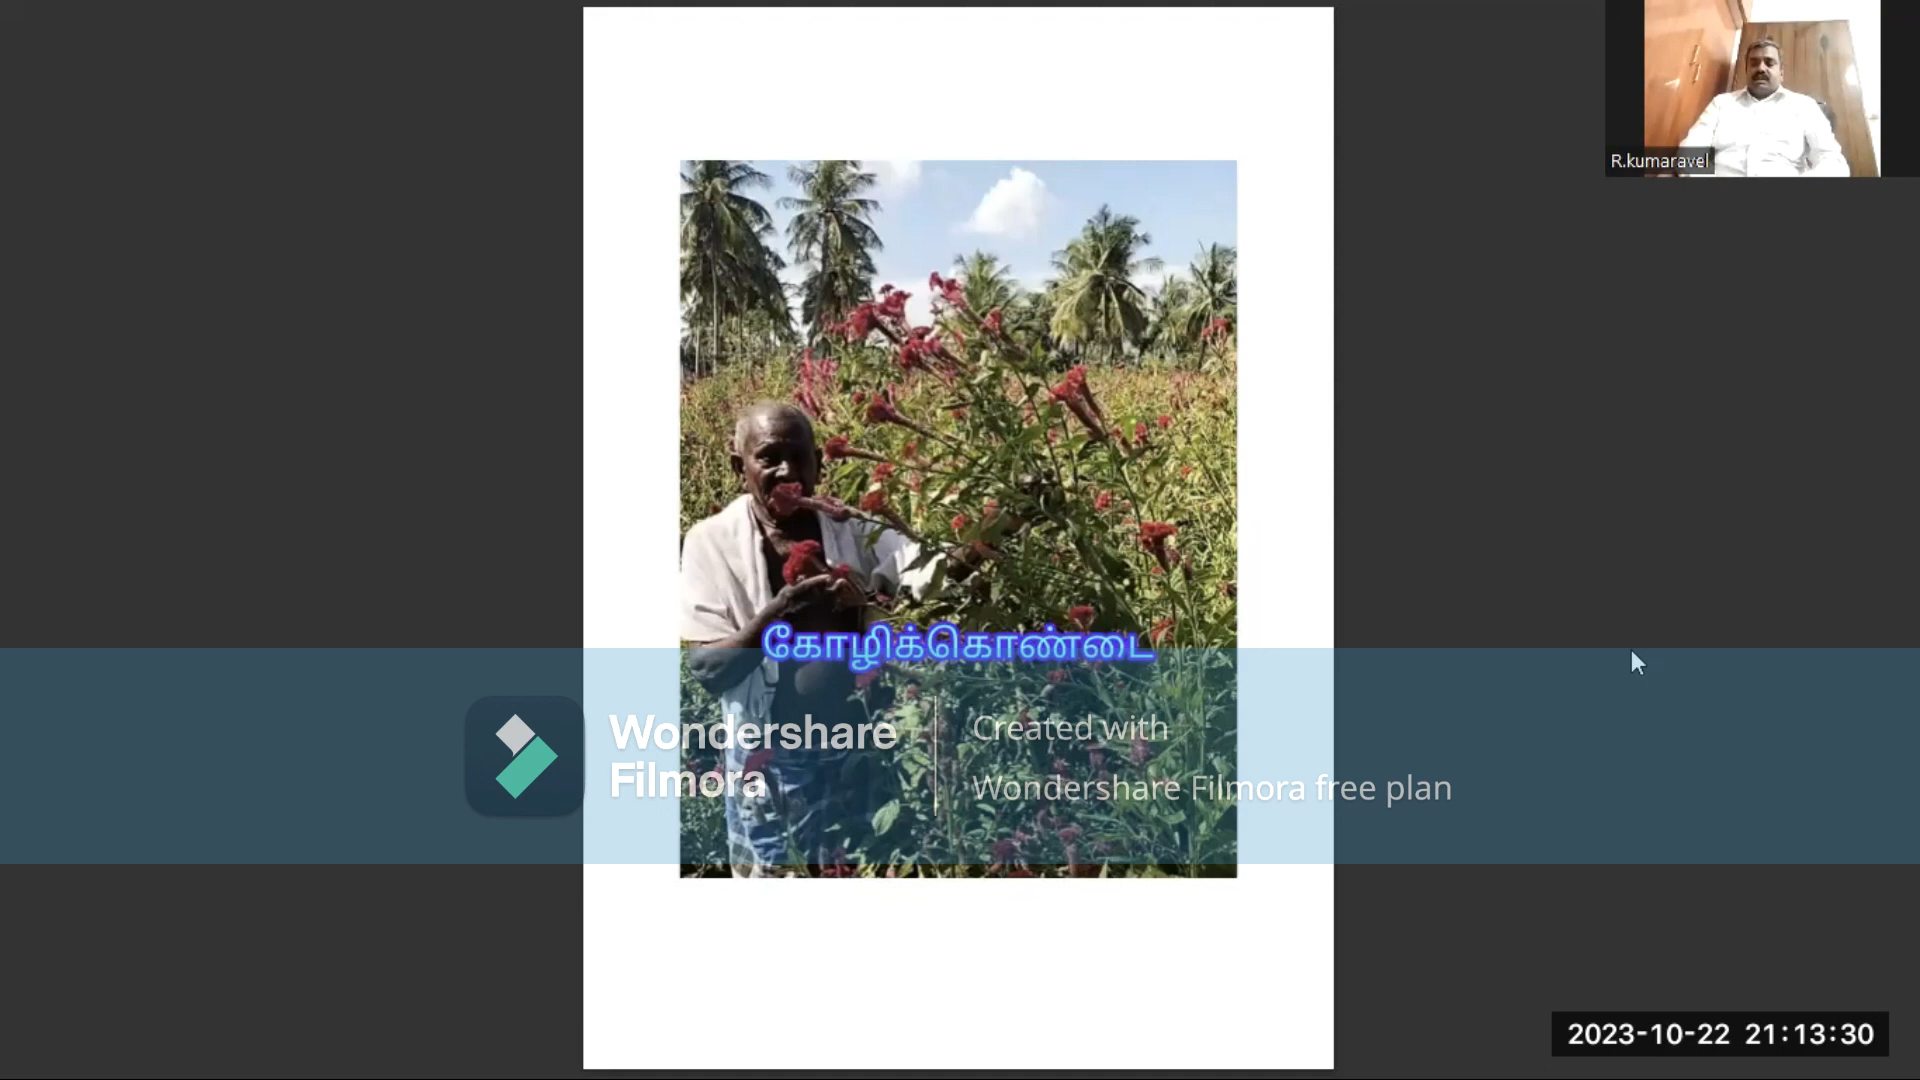 R.kumaravel
கோழிக்கொண்டை
Wondershare
Filmora
Created with
Wondershare Filmora free plan
2023-10-22 21:13:30